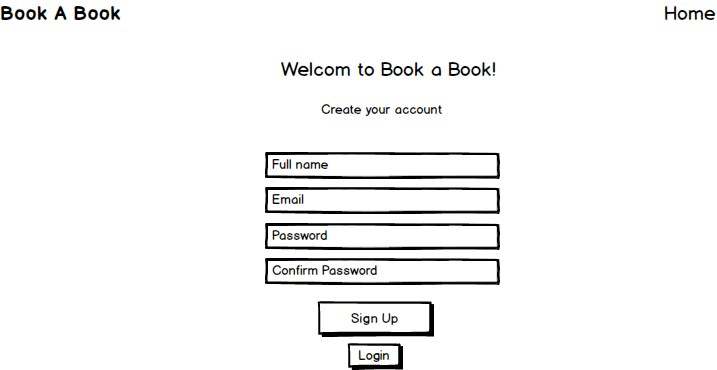 Book A Book Home
Welcom to Book a Book!
Create your account
Full name
Email
Password
Confirm Password
Sign Up
Login